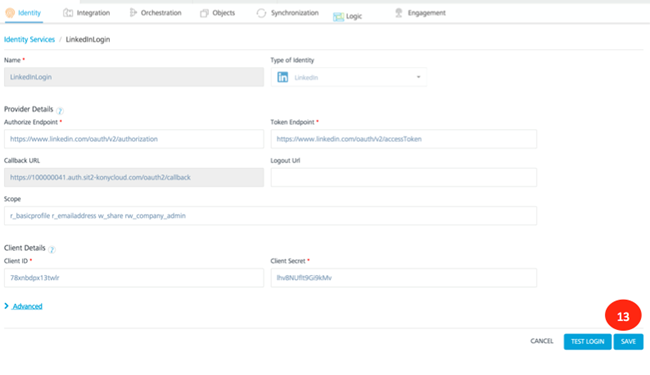 Identity Integration Orchestration Objects Synchronization Logic Engagement
Identity Services / LinkedInLogin
Name * Type of Identity
LinkedInLogin in LinkedIn
Provider Details ?
Authorize Endpoint * Token Endpoint *
https://www.linkedin.com/oauth/v2/authorization https://www.linkedin.com/oauth/v2/accessToken
Callback URL Logout Url
https://100000041.auth.sit2-konycloud.com/oauth2/callback
Scope
r_basicprofile r_emailaddress w_share rw_company_admin
Client Details ?
Client ID * Client Secret *
78xnbdpx13twlr lhv8NUflt9Gl9kMv
> Advanced
13
CANCEL TEST LOGIN SAVE